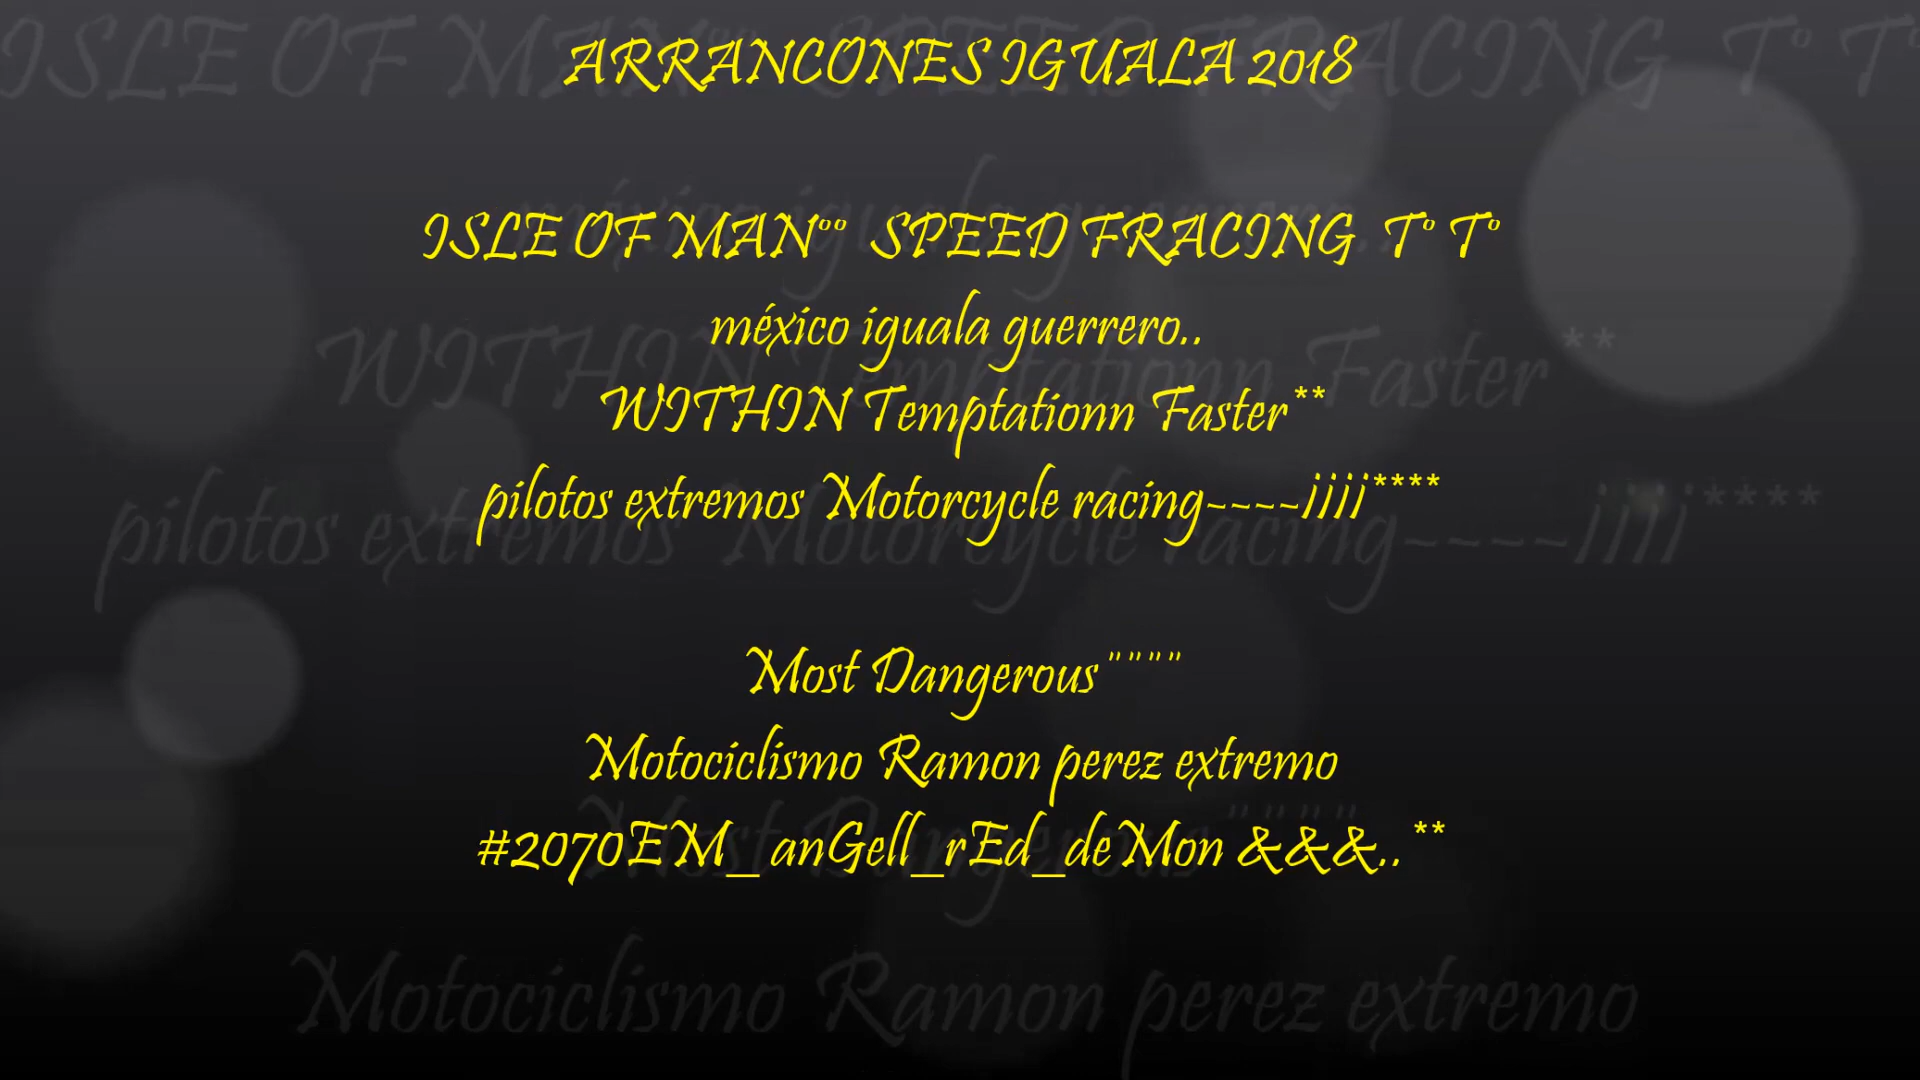 ARRANCONES IGUALA 2018
ISLE OF MAN°° SPEED FRACING T° T°
méxico iguala guerrero..
WITHIN Temptationn Faster**
pilotos extremos Motorcycle racing----¡¡¡¡****
Most Dangerous""""
Motociclismo Ramon perez extremo
#2070EM_anGell_rEd_deMon &&&..**